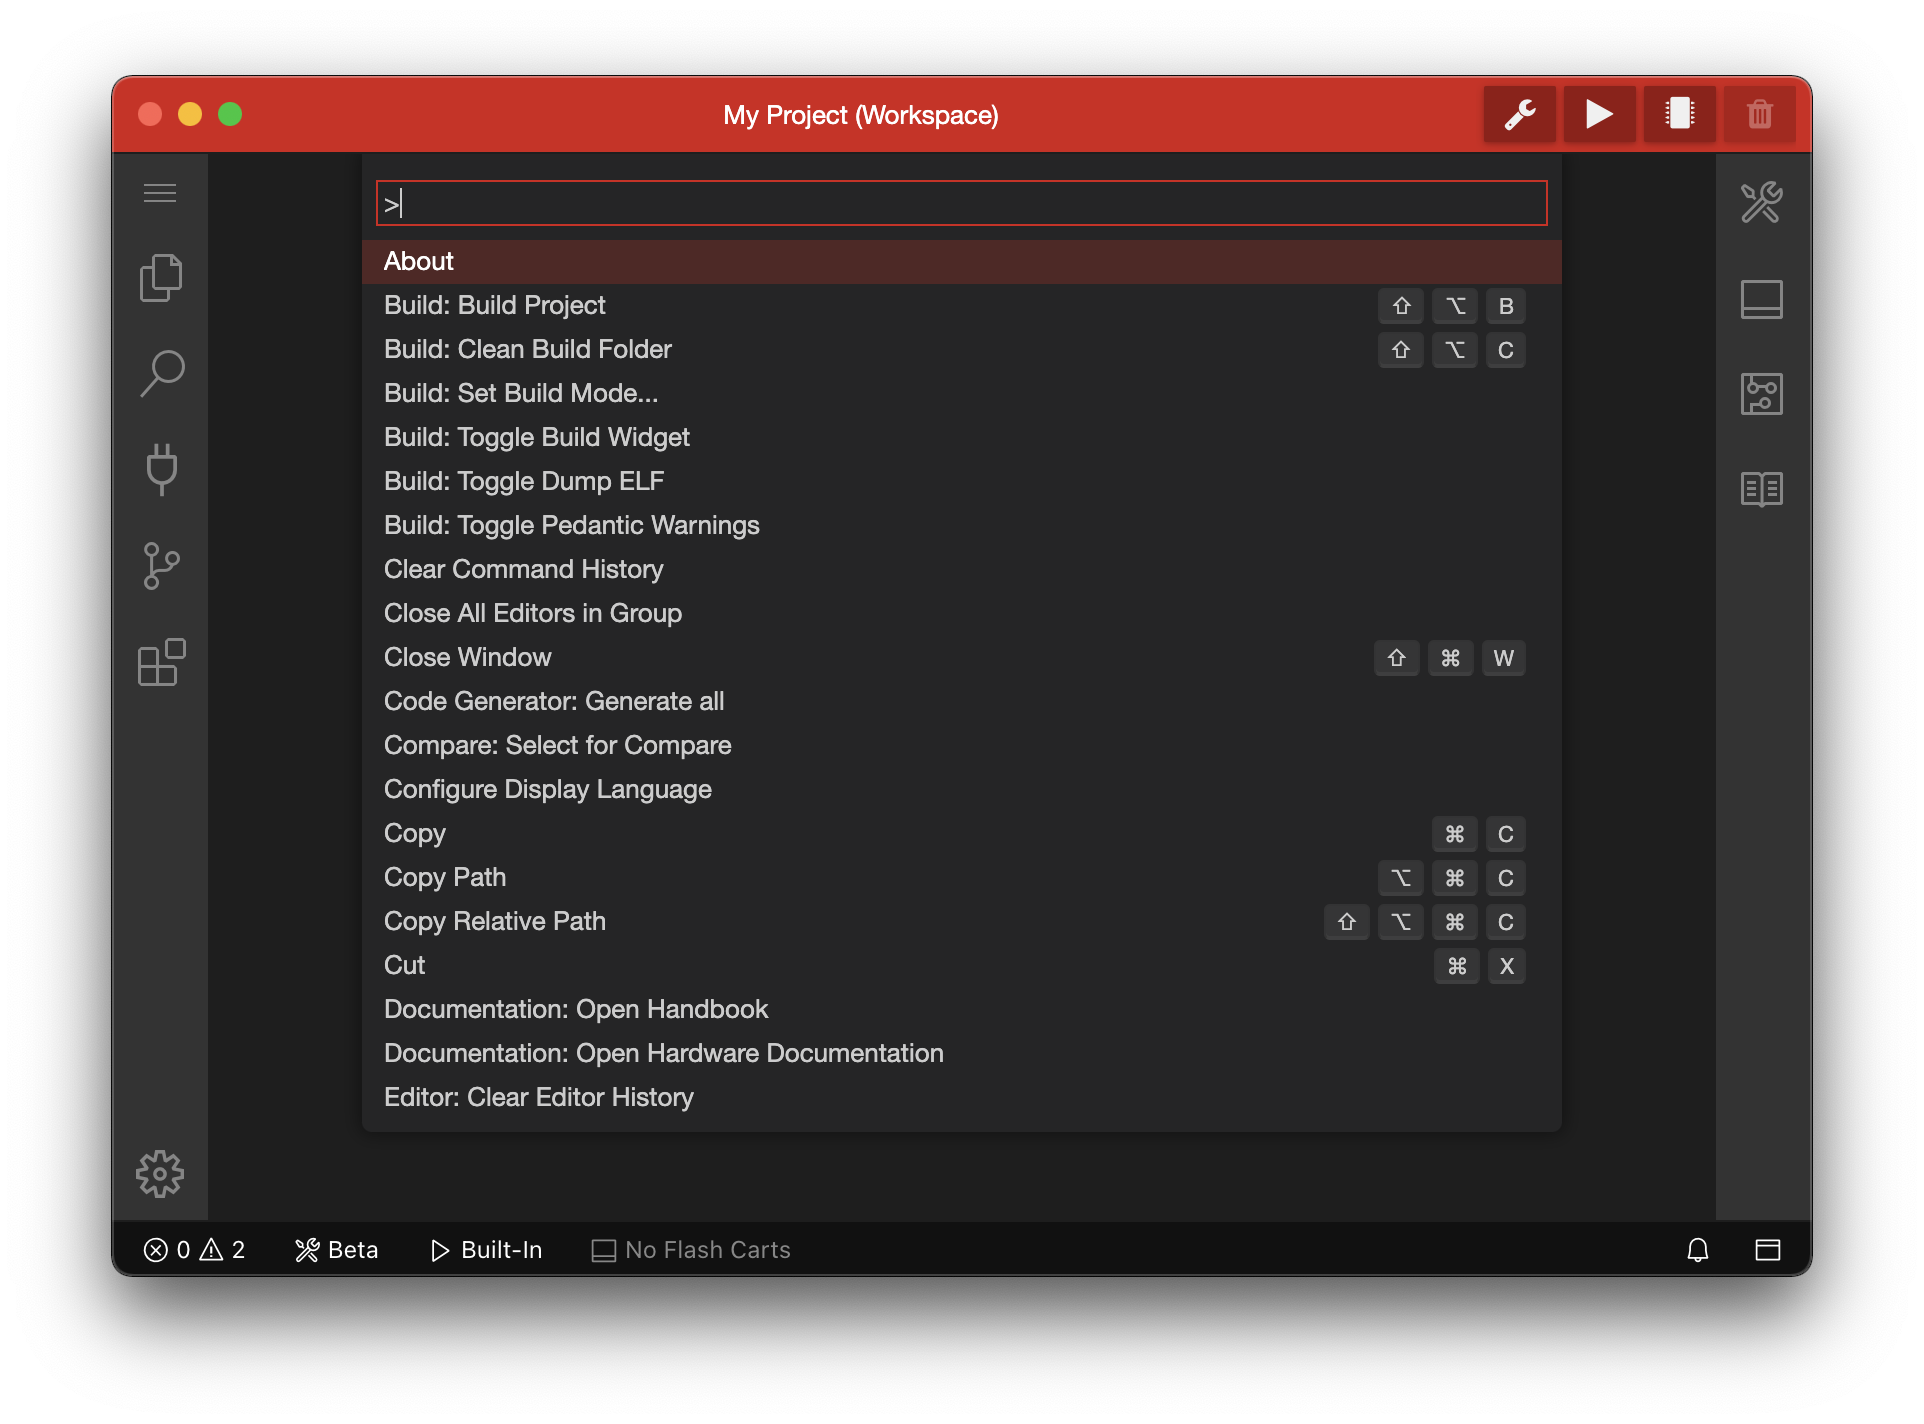 My Project (Workspace)
>
About
Build: Build Project ⇧ ⌥ B
Build: Clean Build Folder ⇧ ⌥ C
Build: Set Build Mode...
Build: Toggle Build Widget
Build: Toggle Dump ELF
Build: Toggle Pedantic Warnings
Clear Command History
Close All Editors in Group
Close Window ⇧ ⌘ W
Code Generator: Generate all
Compare: Select for Compare
Configure Display Language
Copy ⌘ C
Copy Path ⌥ ⌘ C
Copy Relative Path ⇧ ⌥ ⌘ C
Cut ⌘ X
Documentation: Open Handbook
Documentation: Open Hardware Documentation
Editor: Clear Editor History
0 2 Beta Built-In No Flash Carts